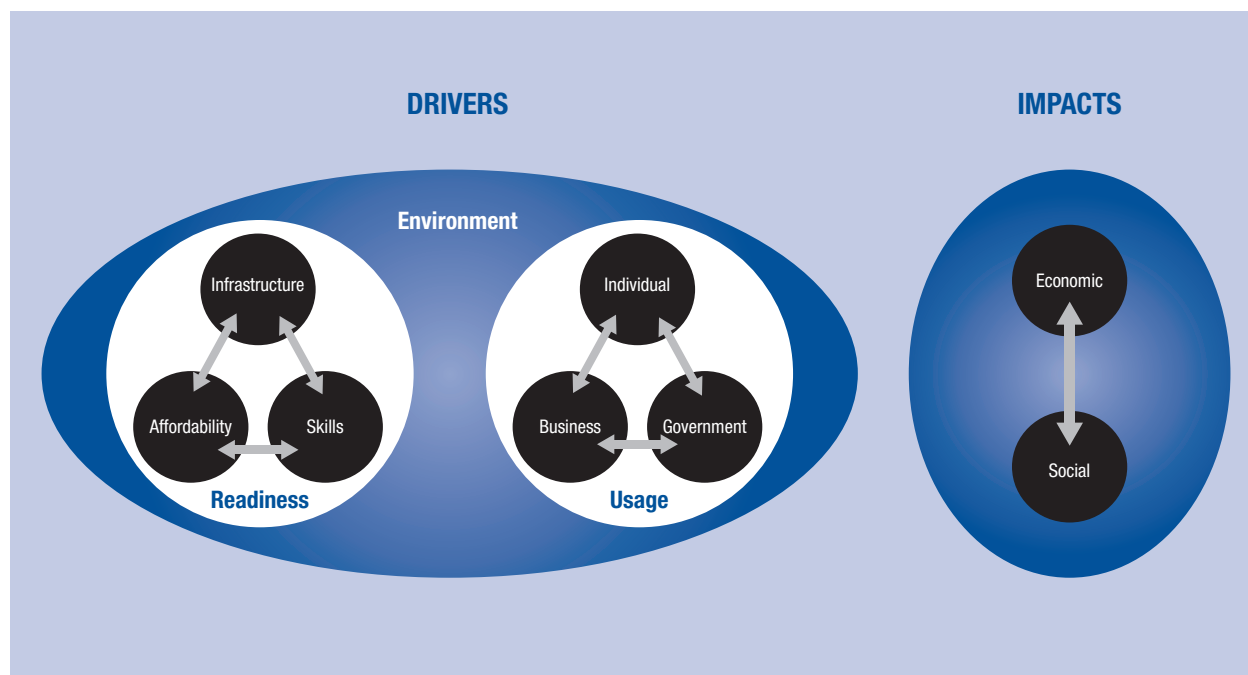 DRIVERS
IMPACTS
Environment
Infrastructure
Affordability
Skills
Readiness
Individual
Business
Government
Usage
Economic
Social